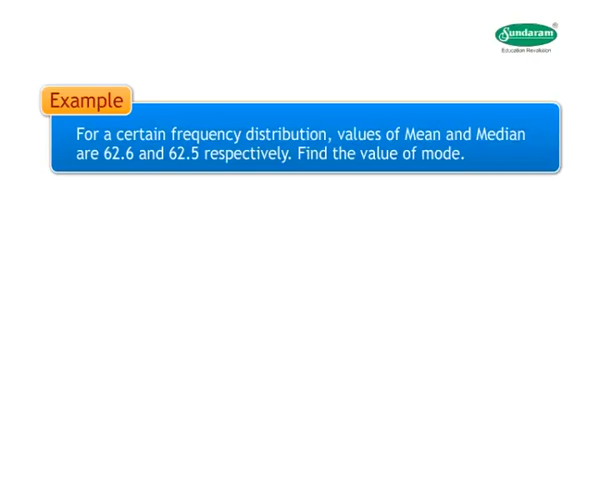 Sundaram
®
Education Revolution
Example
For a certain frequency distribution, values of Mean and Median
are 62.6 and 62.5 respectively. Find the value of mode.